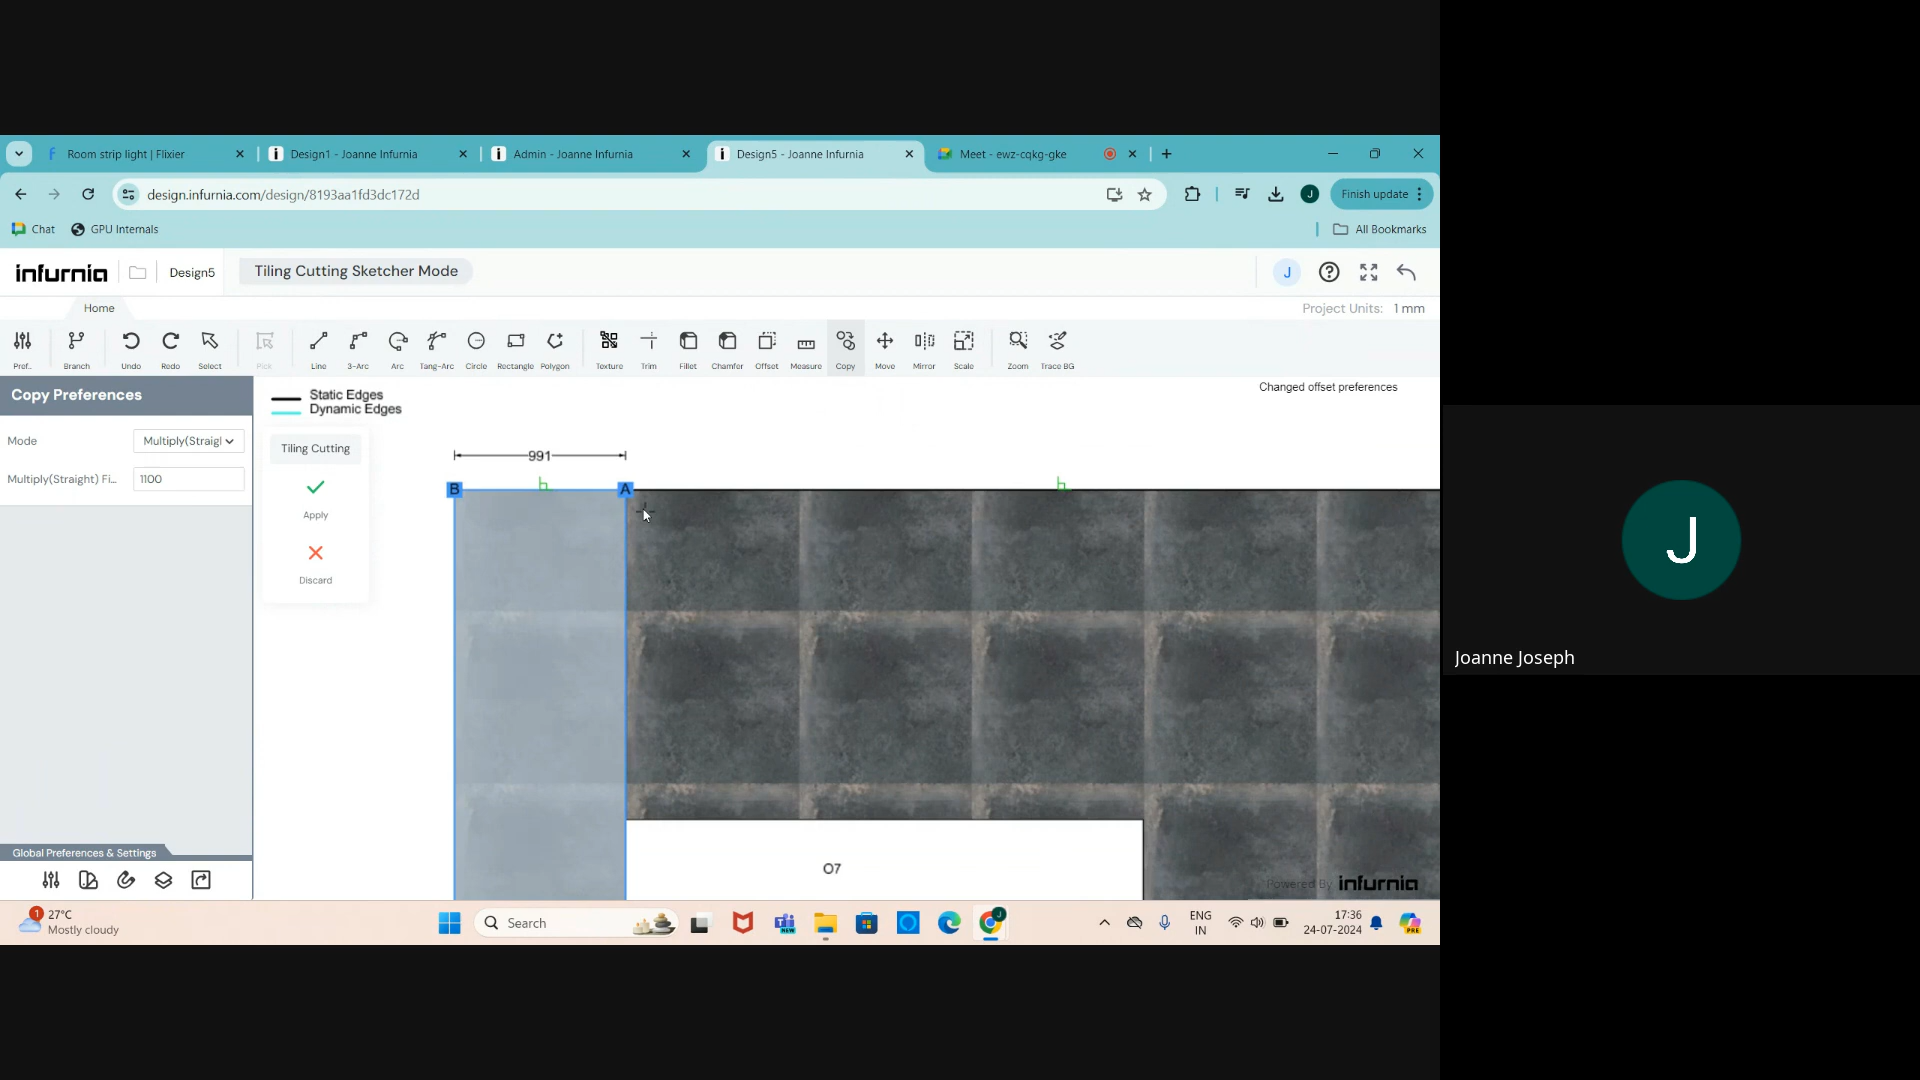 Room strip light | Flixier
Design1 - Joanne Infurnia
Admin - Joanne Infurnia
Design5 - Joanne Infurnia
Meet - ewz-cqkg-gke
design.infurnia.com/design/8193aa1fd3dc172d
J
Finish update
Chat
GPU Internals
All Bookmarks
infurnia
Design5
Tiling Cutting Sketcher Mode
J
Home
Project Units: 1 mm
Pref..
Branch
Undo
Redo
Select
Pick
Line
3-Arc
Arc
Tang-Arc
Circle
Rectangle
Polygon
Texture
Trim
Fillet
Chamfer
Offset
Measure
Copy
Move
Mirror
Scale
Zoom
Trace BG
Copy Preferences
Mode
Multiply(Straigl
Multiply(Straight) Fi...
1100
Static Edges
Dynamic Edges
Changed offset preferences
Tiling Cutting
Apply
Discard
991
B
A
O7
Powered By infurnia
Global Preferences & Settings
1
27°C
Mostly cloudy
Search
NEW
J
ENG
IN
17:36
24-07-2024
PRE
J
Joanne Joseph